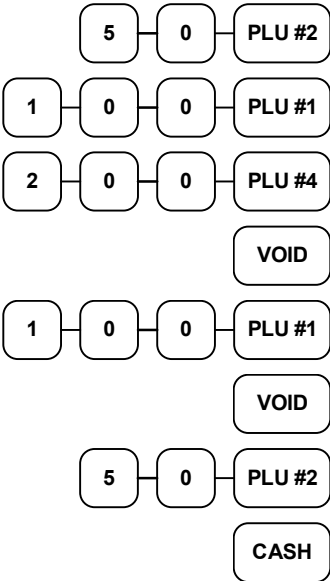 5 0 PLU #2
1 0 0 PLU #1
2 0 0 PLU #4
VOID
1 0 0 PLU #1
VOID
5 0 PLU #2
CASH